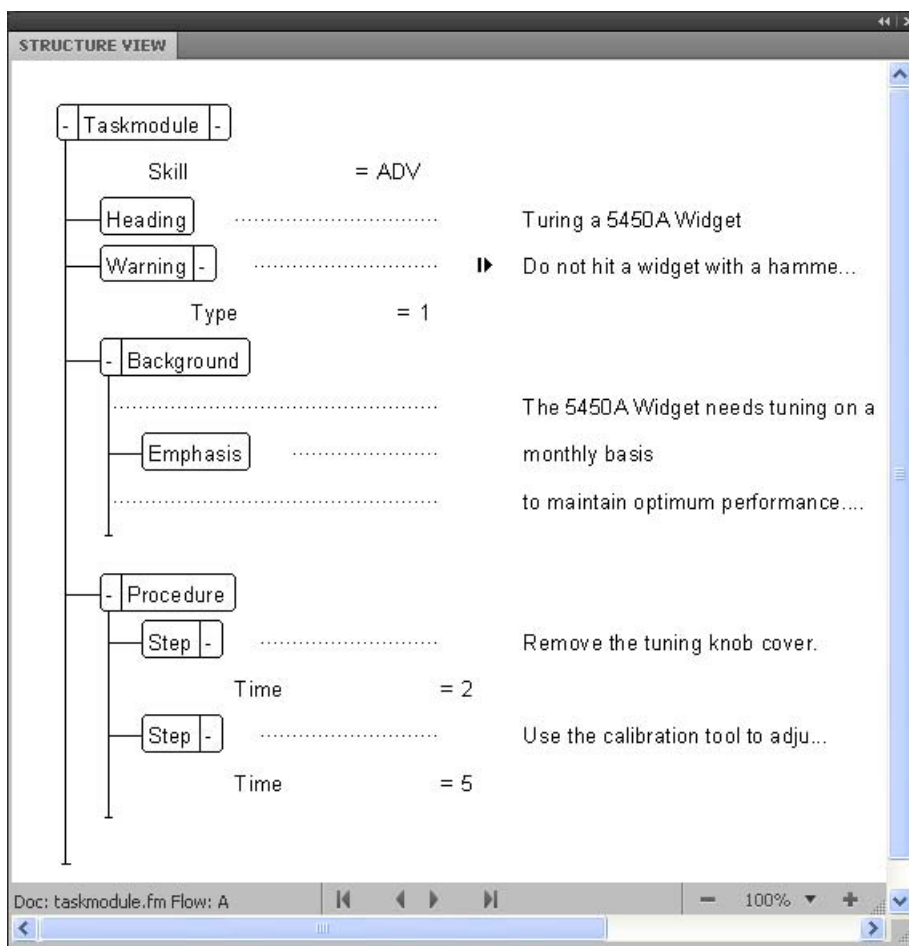 STRUCTURE VIEW
- Taskmodule -
Skill = ADV
Heading Turing a 5450A Widget
Warning - Do not hit a widget with a hamme...
Type = 1
- Background
The 5450A Widget needs tuning on a
Emphasis monthly basis
to maintain optimum performance....
- Procedure
Step - Remove the tuning knob cover.
Time = 2
Step - Use the calibration tool to adju...
Time = 5
Doc: taskmodule.fm Flow: A 100%